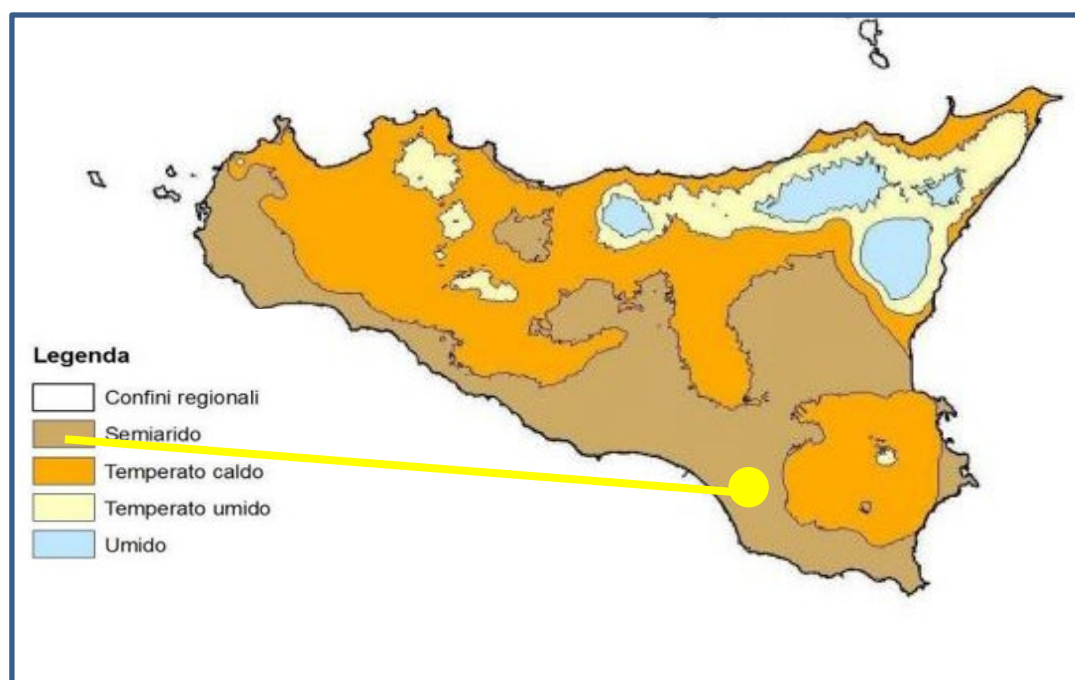 Legenda
Confini regionali
Semiarido
Temperato caldo
Temperato umido
Umido